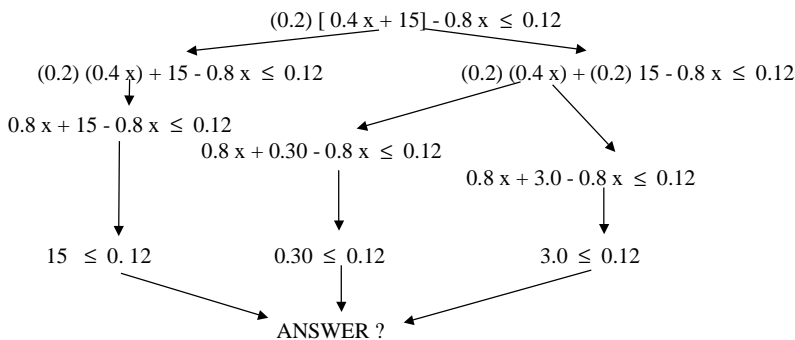 (0.2) [ 0.4 x + 15] - 0.8 x ≤ 0.12
(0.2) (0.4 x) + 15 - 0.8 x ≤ 0.12
(0.2) (0.4 x) + (0.2) 15 - 0.8 x ≤ 0.12
0.8 x + 15 - 0.8 x ≤ 0.12
0.8 x + 0.30 - 0.8 x ≤ 0.12
0.8 x + 3.0 - 0.8 x ≤ 0.12
15 ≤ 0. 12
0.30 ≤ 0.12
3.0 ≤ 0.12
ANSWER ?